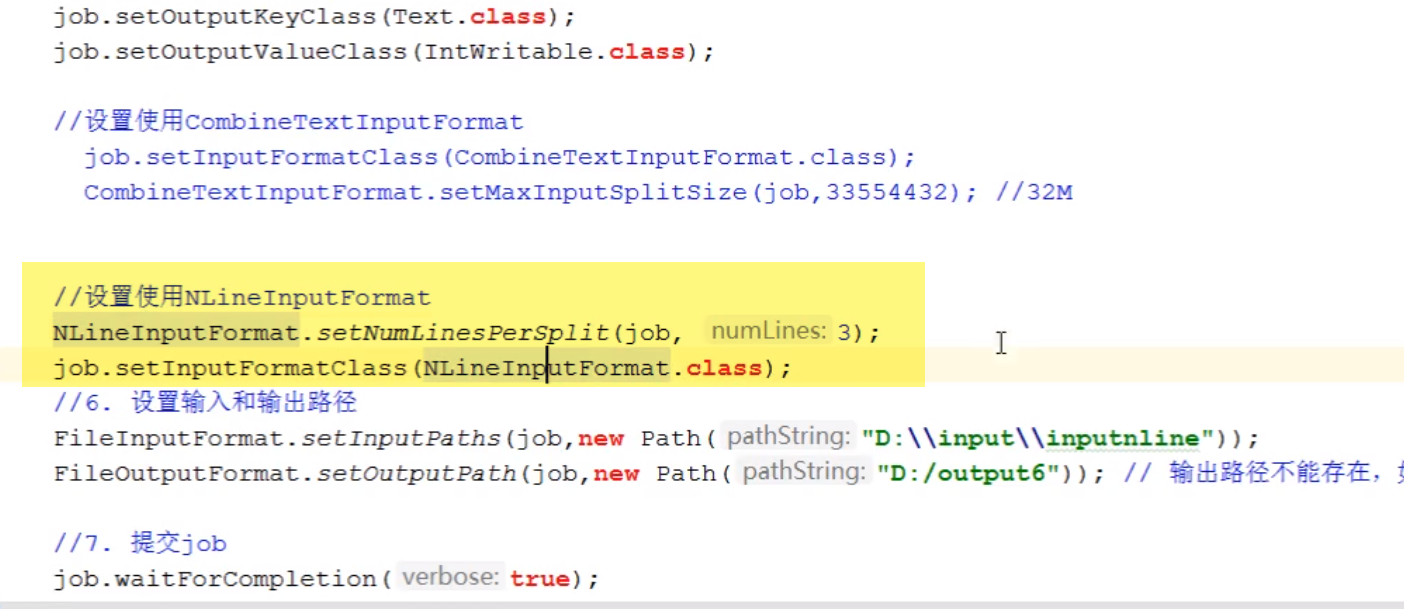 job.setOutputKeyClass(Text.class);
job.setOutputValueClass(IntWritable.class);
//设置使用CombineTextInputFormat
job.setInputFormatClass(CombineTextInputFormat.class);
CombineTextInputFormat.setMaxInputSplitSize(job,33554432); //32M
//设置使用NLineInputFormat
NLineInputFormat.setNumLinesPerSplit(job, numLines: 3);
job.setInputFormatClass(NLineInputFormat.class);
//6. 设置输入和输出路径
FileInputFormat.setInputPaths(job,new Path( pathString: "D:\\input\\inputnline"));
FileOutputFormat.setOutputPath(job,new Path( pathString: "D:/output6")); // 输出路径不能存在，
//7. 提交job
job.waitForCompletion( verbose: true);